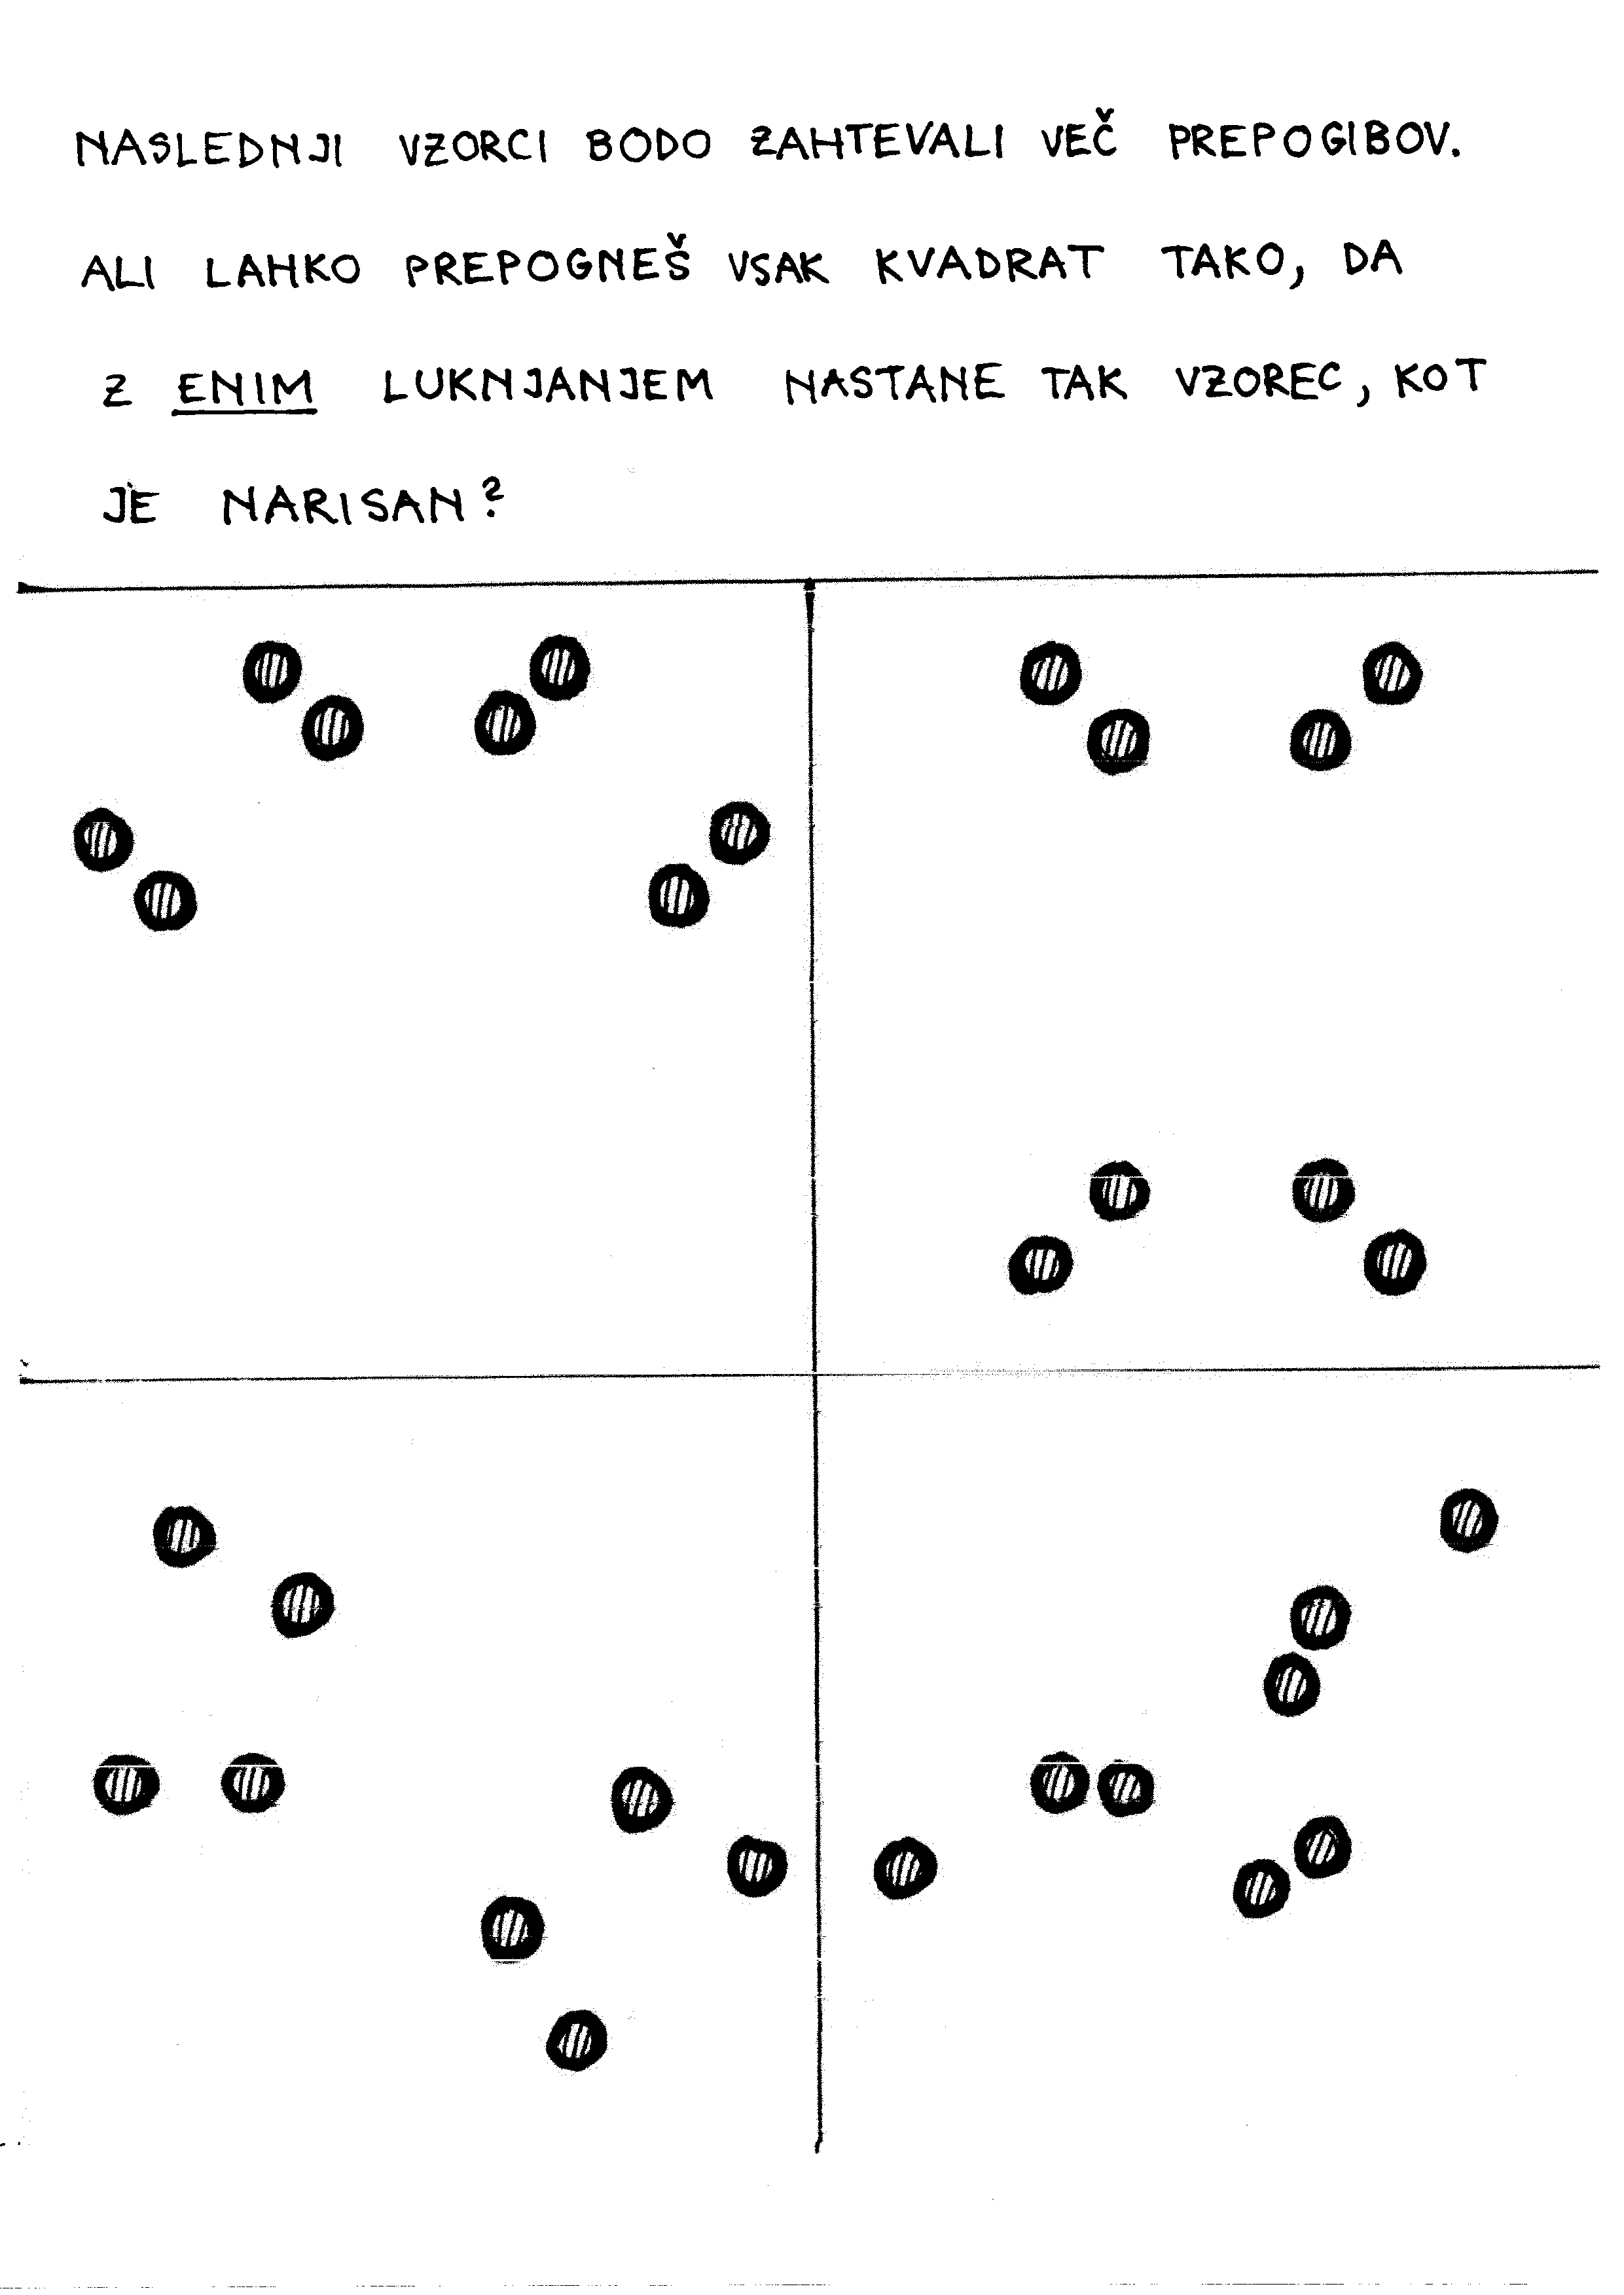 NASLEDNJI VZORCI BODO ZAHTEVALI VEČ PREPOGIBOV.
ALI LAHKO PREPOGNEŠ VSAK KVADRAT TAKO, DA
Z ENIM LUKNJANJEM NASTANE TAK VZOREC, KOT
JE NARISAN?